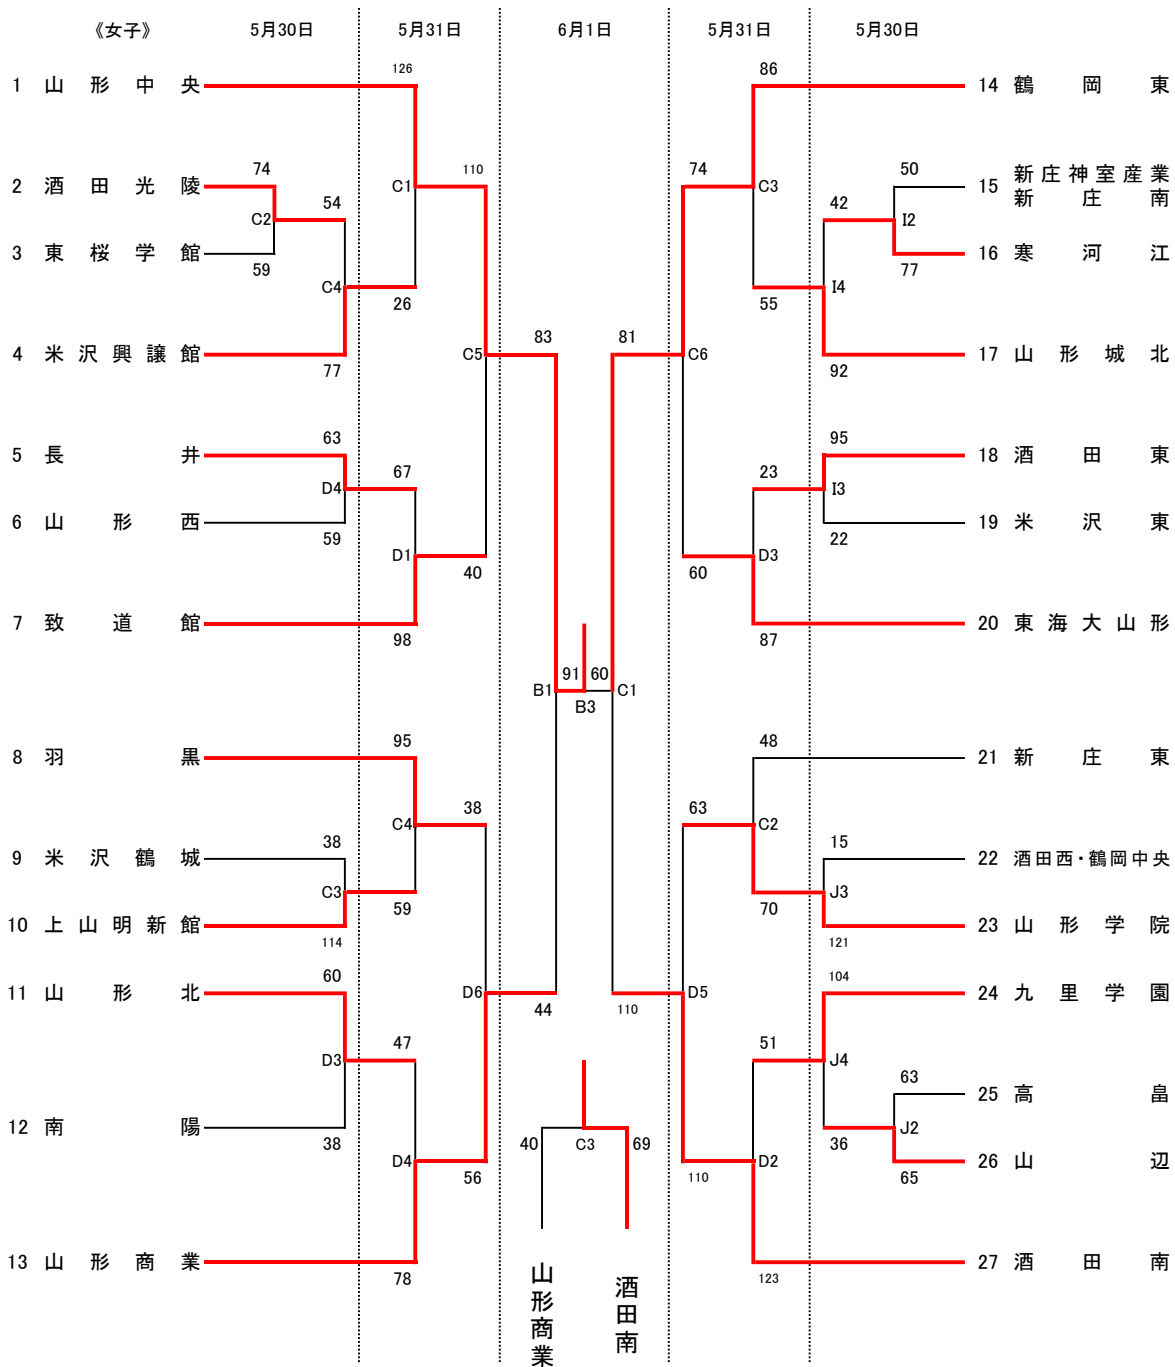 《女子》 5月30日 5月31日 6月1日 5月31日 5月30日
1 山形中央 126 86 14 鶴岡東
74 110 74 50
2 酒田光陵 C1 C3 15 新庄神室産業
新庄南
54 42
C2 I2
3 東桜学館 16 寒河江
59 77
C4 26 55 I4
83 81
4 米沢興譲館 C5 C6 17 山形城北
77 92
63 95
5 長井 18 酒田東
67 23
D4 I3
6 山形西 19 米沢東
59 22
D1 40 60 D3
7 致道館 20 東海大山形
98 87
91 60
B1 C1
B3
95 48
8 羽黒 21 新庄東
38 63
C4 C2
38 15
9 米沢鶴城 22 酒田西・鶴岡中央
C3 59 70 J3
10 上山明新館 23 山形学院
114 121
60 104
11 山形北 D6 D5 24 九里学園
44 110
47 51
D3 J4
63
25 高畠
12 南陽 J2
38 40 C3 69 36
D4 D2 26 山辺
56 110 65
13 山形商業 27 酒田南
78 123
山形商業
酒田南